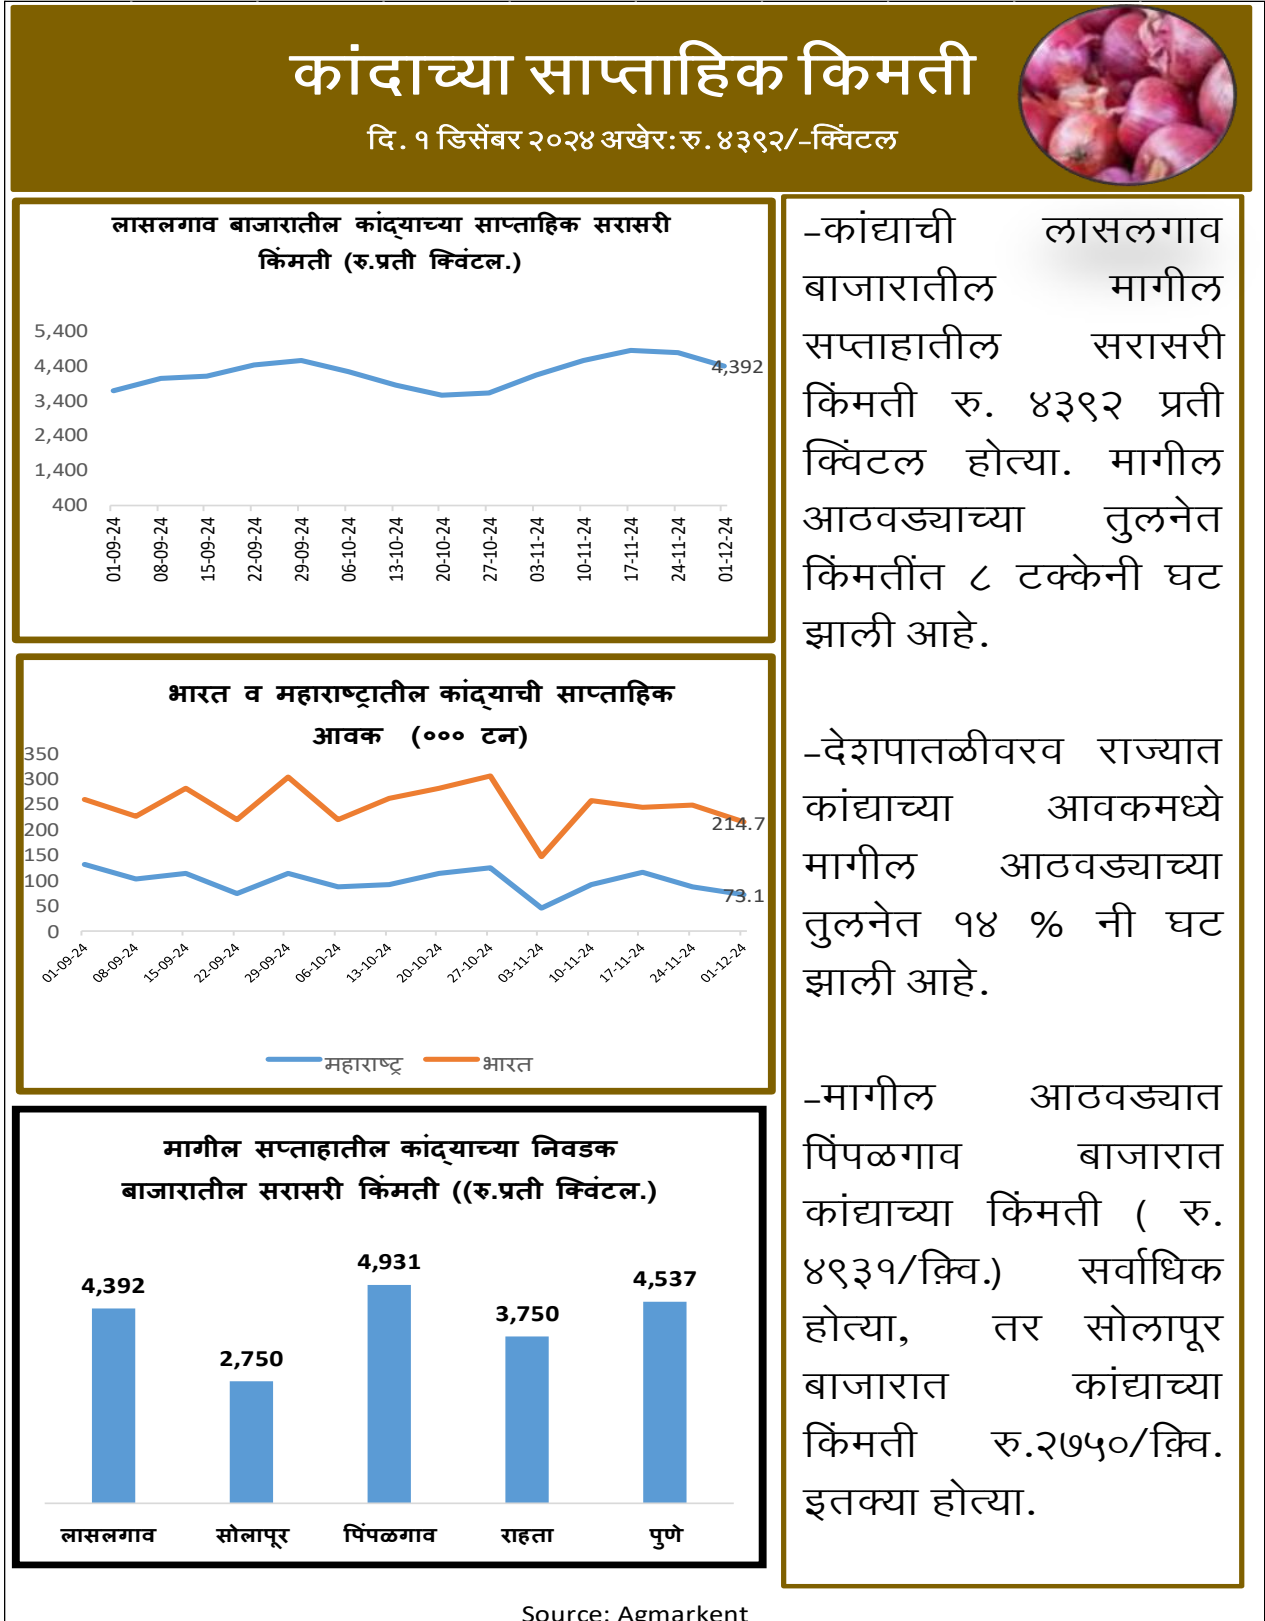 कांदाच्या साप्ताहिक किमती
दि. १ डिसेंबर २०२४ अखेर: रु. ४३९२/-क्विंटल
लासलगाव बाजारातील कांद्याच्या साप्ताहिक सरासरी
किंमती (रु.प्रती क्विंटल.)
5,400
4,400
3,400
2,400
1,400
400
4,392
01-09-24
08-09-24
15-09-24
22-09-24
29-09-24
06-10-24
13-10-24
20-10-24
27-10-24
03-11-24
10-11-24
17-11-24
24-11-24
01-12-24
भारत व महाराष्ट्रातील कांद्याची साप्ताहिक
आवक (००० टन)
350
300
250
200
150
100
50
0
214.7
73.1
01-09-24
08-09-24
15-09-24
22-09-24
29-09-24
06-10-24
13-10-24
20-10-24
27-10-24
03-11-24
10-11-24
17-11-24
24-11-24
01-12-24
महाराष्ट्र भारत
मागील सप्ताहातील कांद्याच्या निवडक
बाजारातील सरासरी किंमती ((रु.प्रती क्विंटल.)
4,392
2,750
4,931
3,750
4,537
लासलगाव सोलापूर पिंपळगाव राहता पुणे
-कांद्याची लासलगाव
बाजारातील मागील
सप्ताहातील सरासरी
किंमती रु. ४३९२ प्रती
क्विंटल होत्या. मागील
आठवड्याच्या तुलनेत
किंमतींत ८ टक्केनी घट
झाली आहे.
-देशपातळीवरव राज्यात
कांद्याच्या आवकमध्ये
मागील आठवड्याच्या
तुलनेत १४ % नी घट
झाली आहे.
-मागील आठवड्यात
पिंपळगाव बाजारात
कांद्याच्या किंमती ( रु.
४९३१/क्वि.) सर्वाधिक
होत्या, तर सोलापूर
बाजारात कांद्याच्या
किंमती रु.२७५०/क्वि.
इतक्या होत्या.
Source: Agmarkent